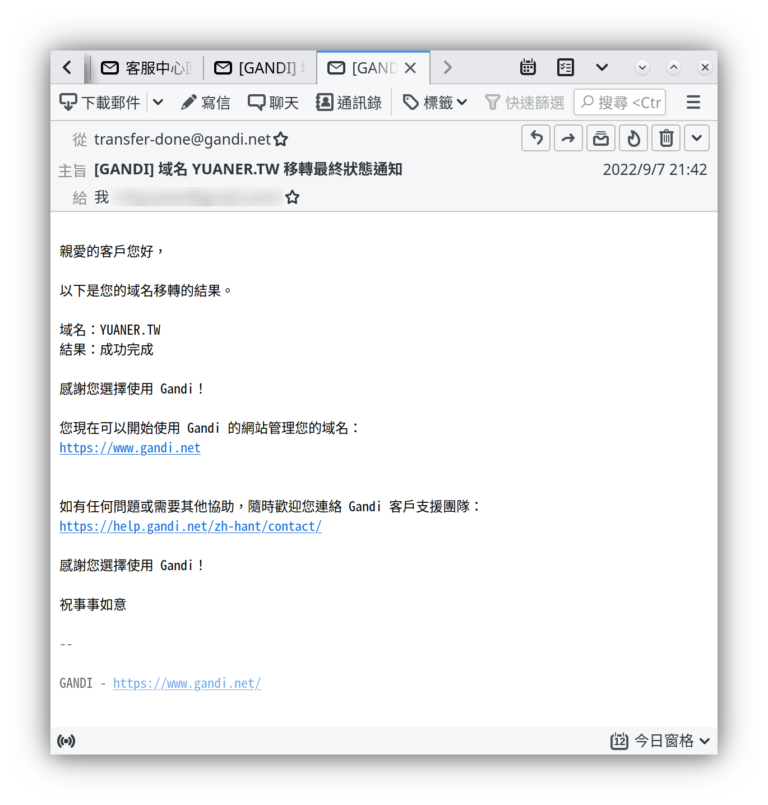 客服中心
[GANDI]
[GAND
下載郵件 寫信 聊天 通訊錄 標籤 快速篩選 搜尋 <Ctr
從 transfer-done@gandi.net
主旨 [GANDI] 域名 YUANER.TW 移轉最終狀態通知 2022/9/7 21:42
給 我
親愛的客戶您好，
以下是您的域名移轉的結果。
域名：YUANER.TW
結果：成功完成
感謝您選擇使用 Gandi！
您現在可以開始使用 Gandi 的網站管理您的域名：
https://www.gandi.net
如有任何問題或需要其他協助，隨時歡迎您連絡 Gandi 客戶支援團隊：
https://help.gandi.net/zh-hant/contact/
感謝您選擇使用 Gandi！
祝事事如意
--
GANDI - https://www.gandi.net/
12 今日窗格